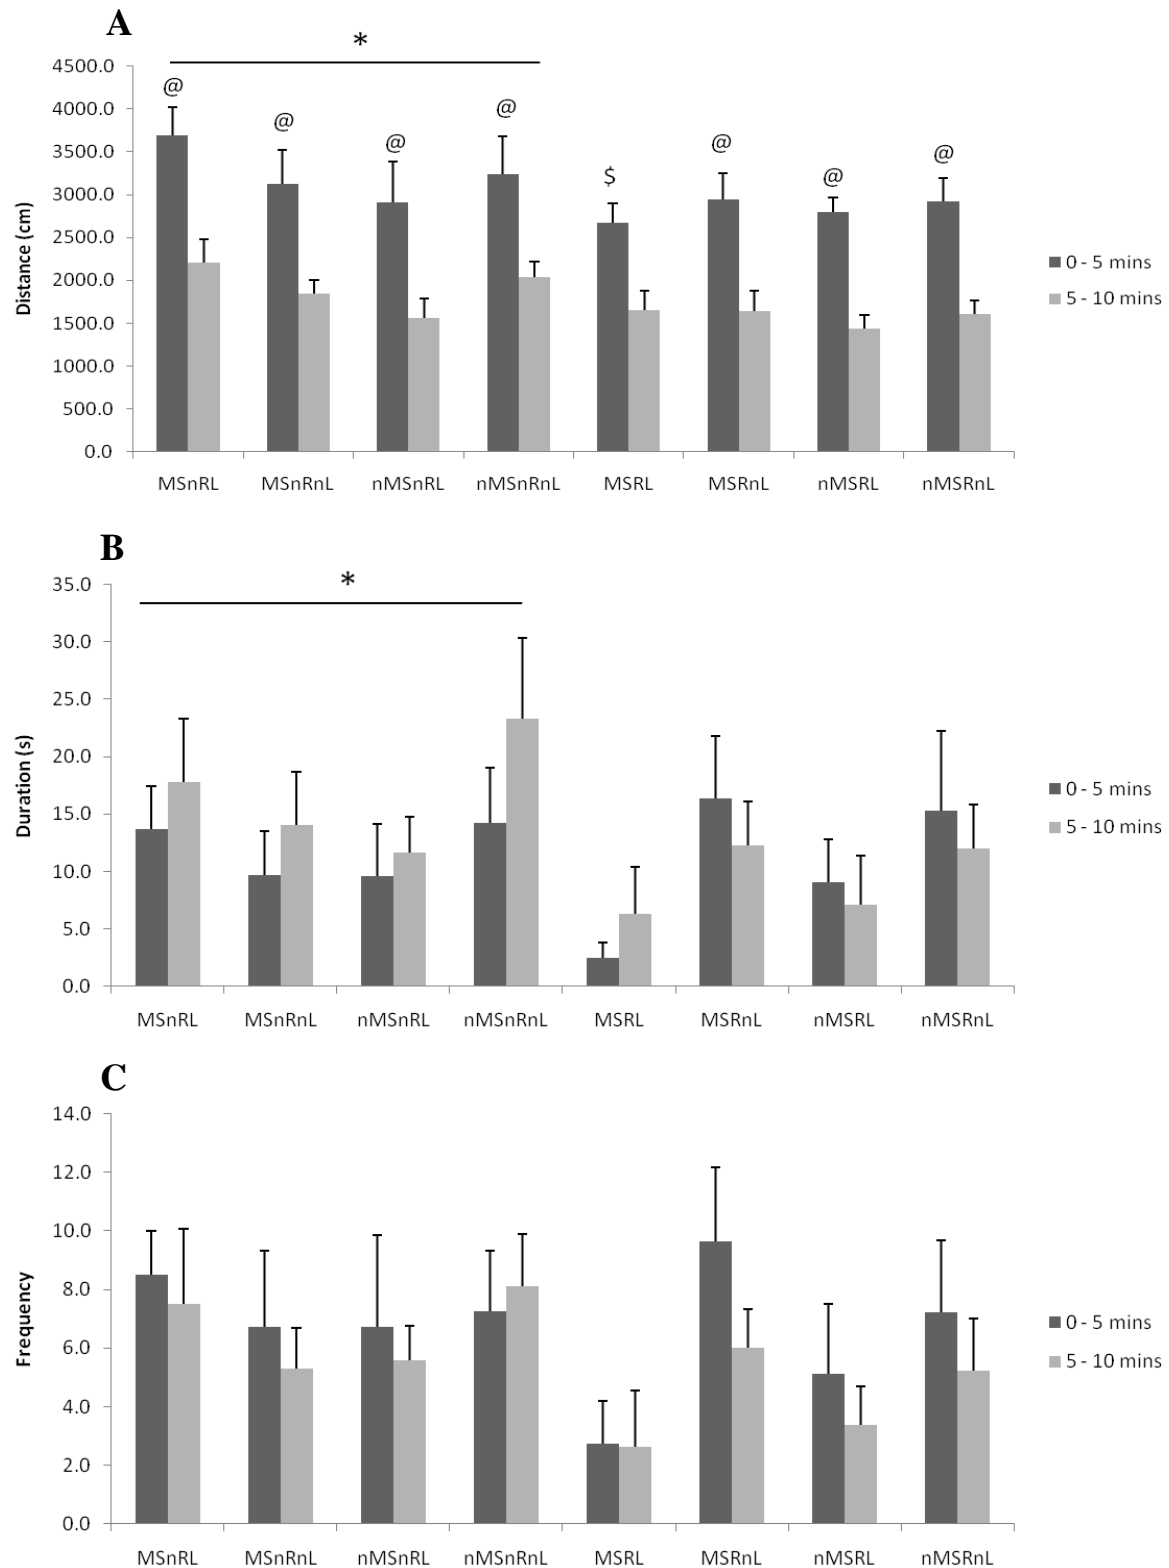 A
*
4500.0
4000.0
3500.0
3000.0
2500.0
2000.0
1500.0
1000.0
500.0
0.0
Distance (cm)
@ @ @ @ $ @ @ @
MSnRL MSnRnL nMSnRL nMSnRnL MSRL MSRnL nMSRL nMSRnL
0 - 5 mins
5 - 10 mins
B
*
35.0
30.0
25.0
20.0
15.0
10.0
5.0
0.0
Duration (s)
MSnRL MSnRnL nMSnRL nMSnRnL MSRL MSRnL nMSRL nMSRnL
0 - 5 mins
5 - 10 mins
C
14.0
12.0
10.0
8.0
6.0
4.0
2.0
0.0
Frequency
MSnRL MSnRnL nMSnRL nMSnRnL MSRL MSRnL nMSRL nMSRnL
0 - 5 mins
5 - 10 mins